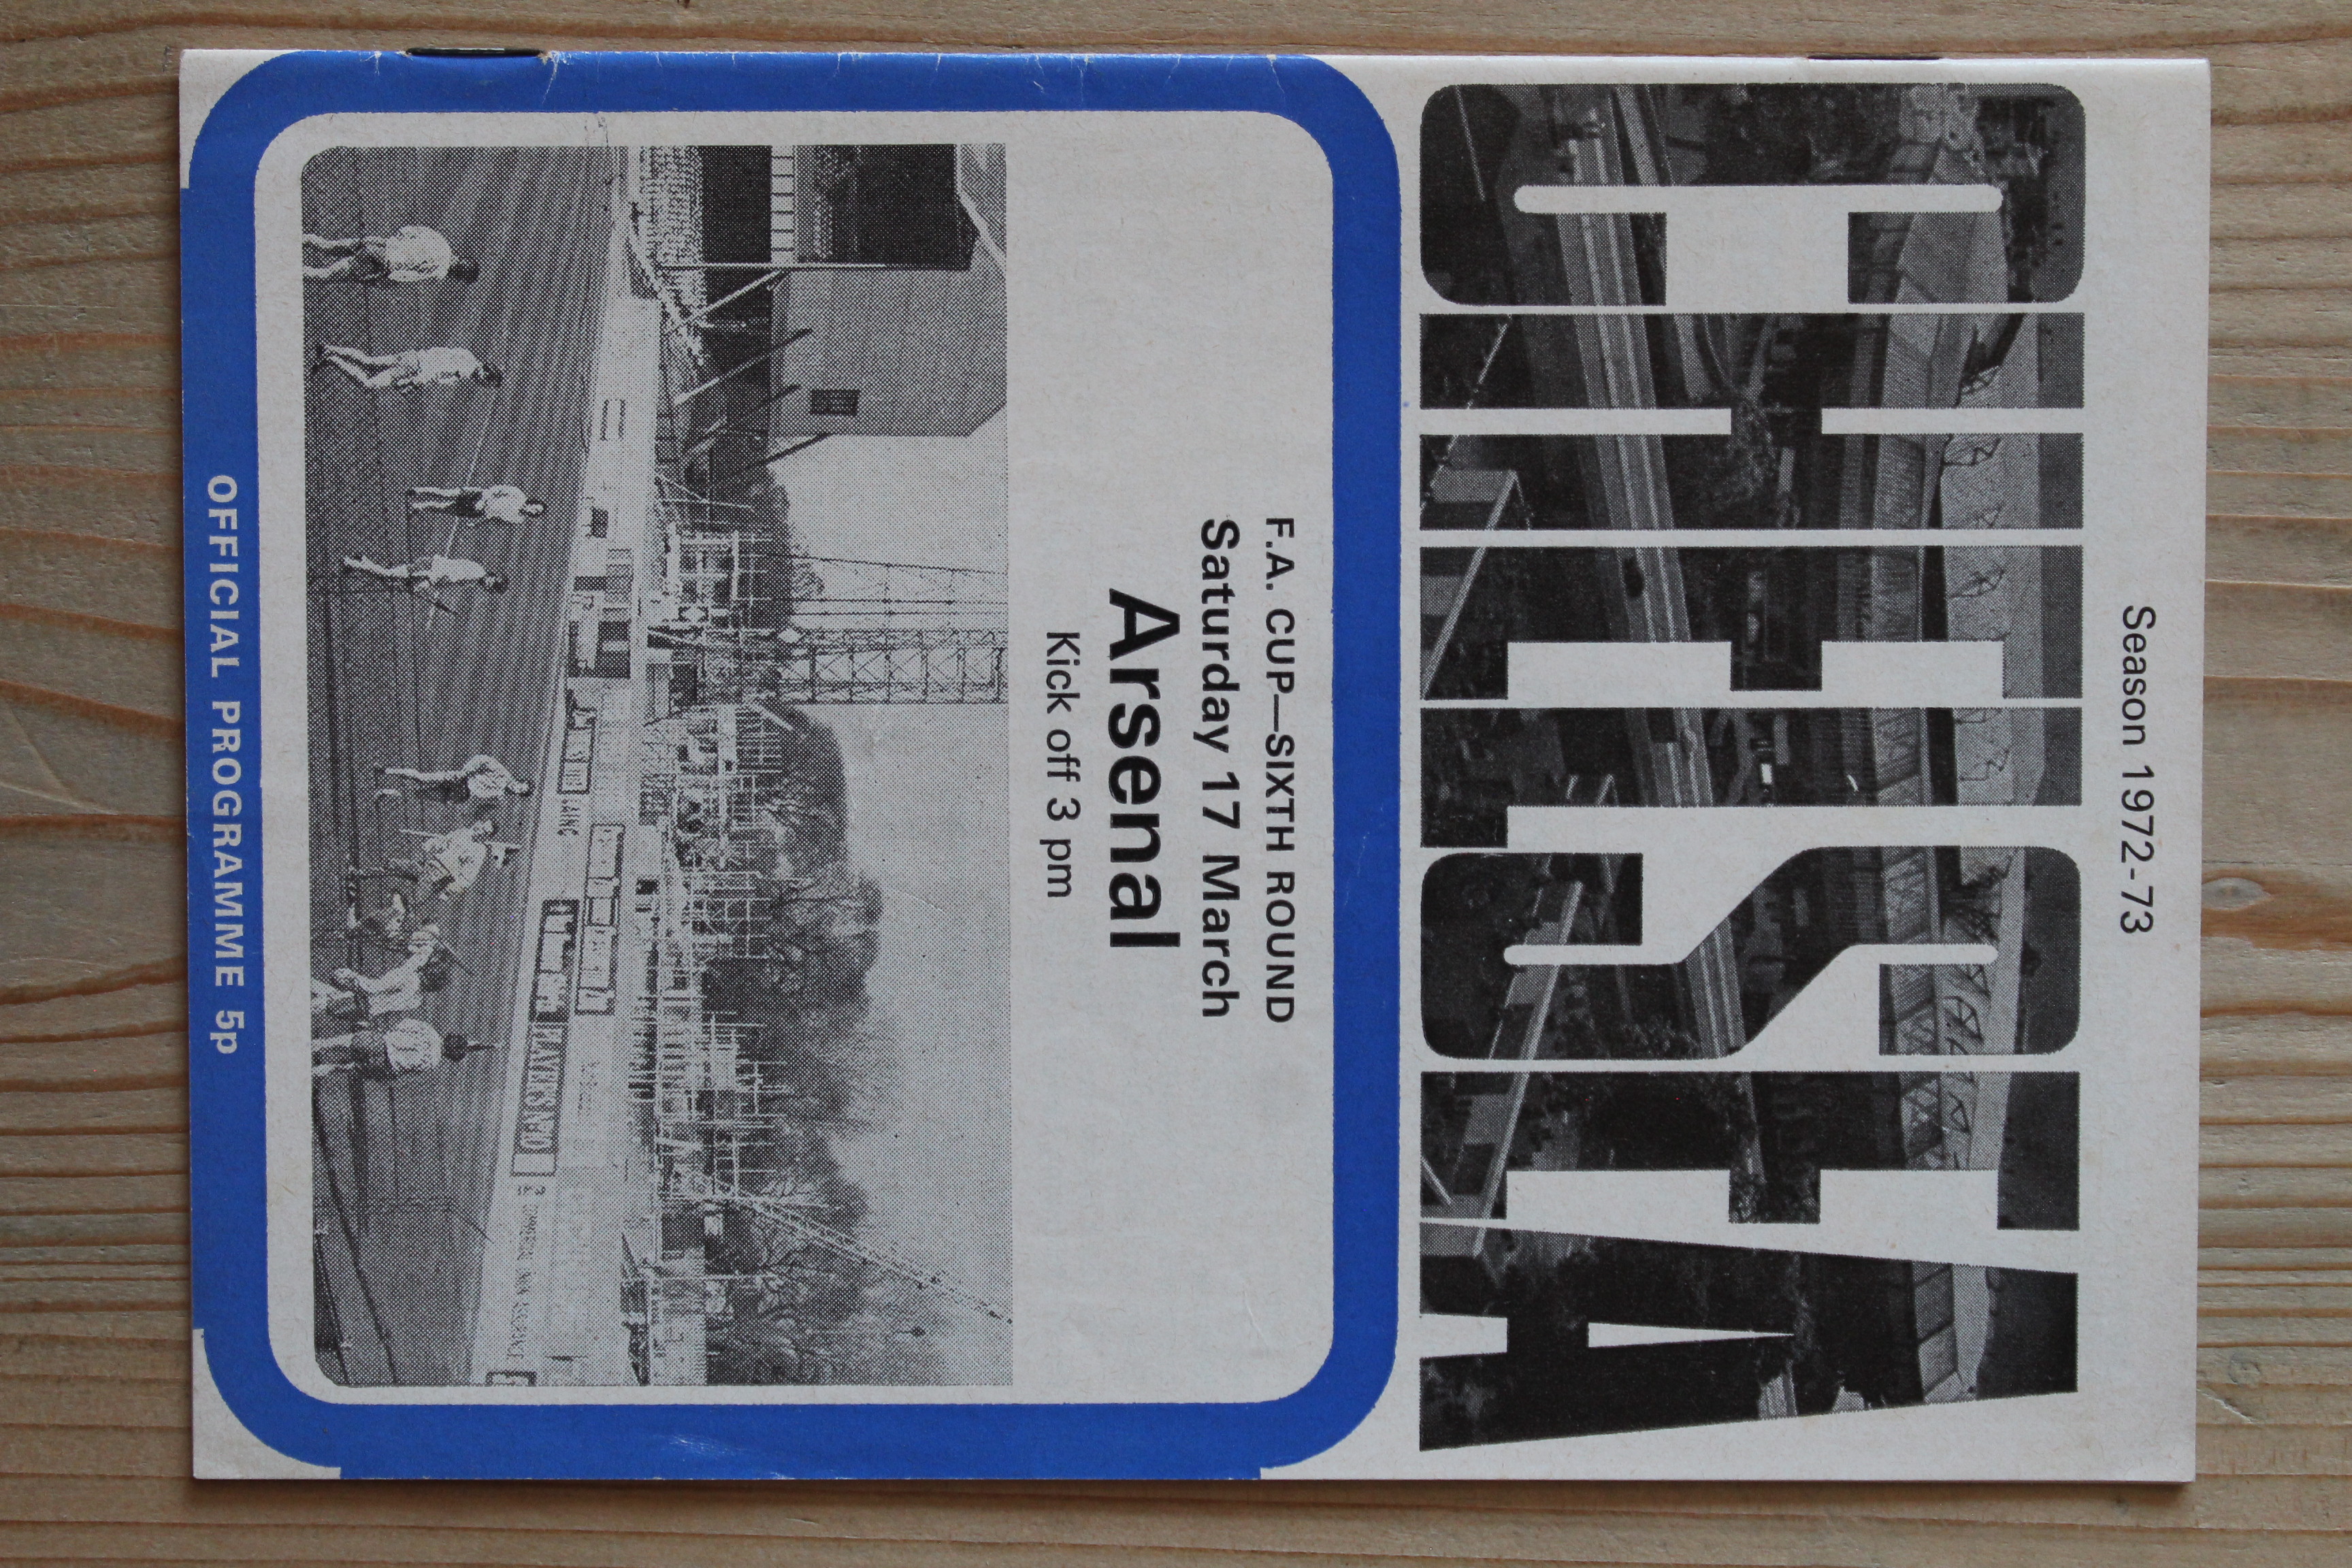 Season 1972-73
CHELSEA
F.A. CUP—SIXTH ROUND
Saturday 17 March
Arsenal
Kick off 3 pm
OFFICIAL PROGRAMME 5p